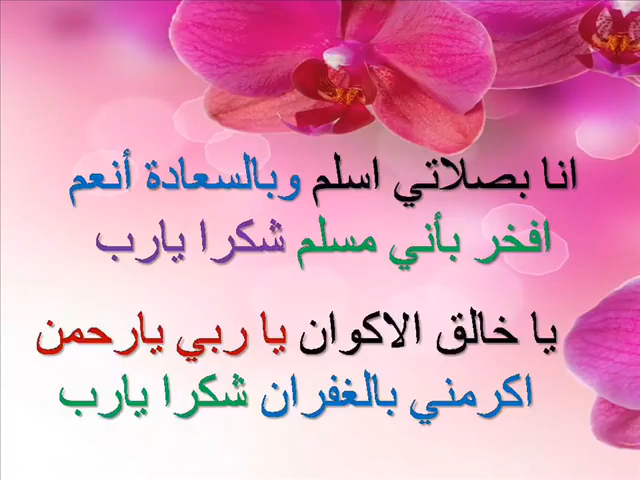 انا بصلاتي اسلم وبالسعادة أنعم
افخر بأني مسلم شكرا يارب
يا خالق الاكوان يا ربي يارحمن
اكرمني بالغفران شكرا يارب